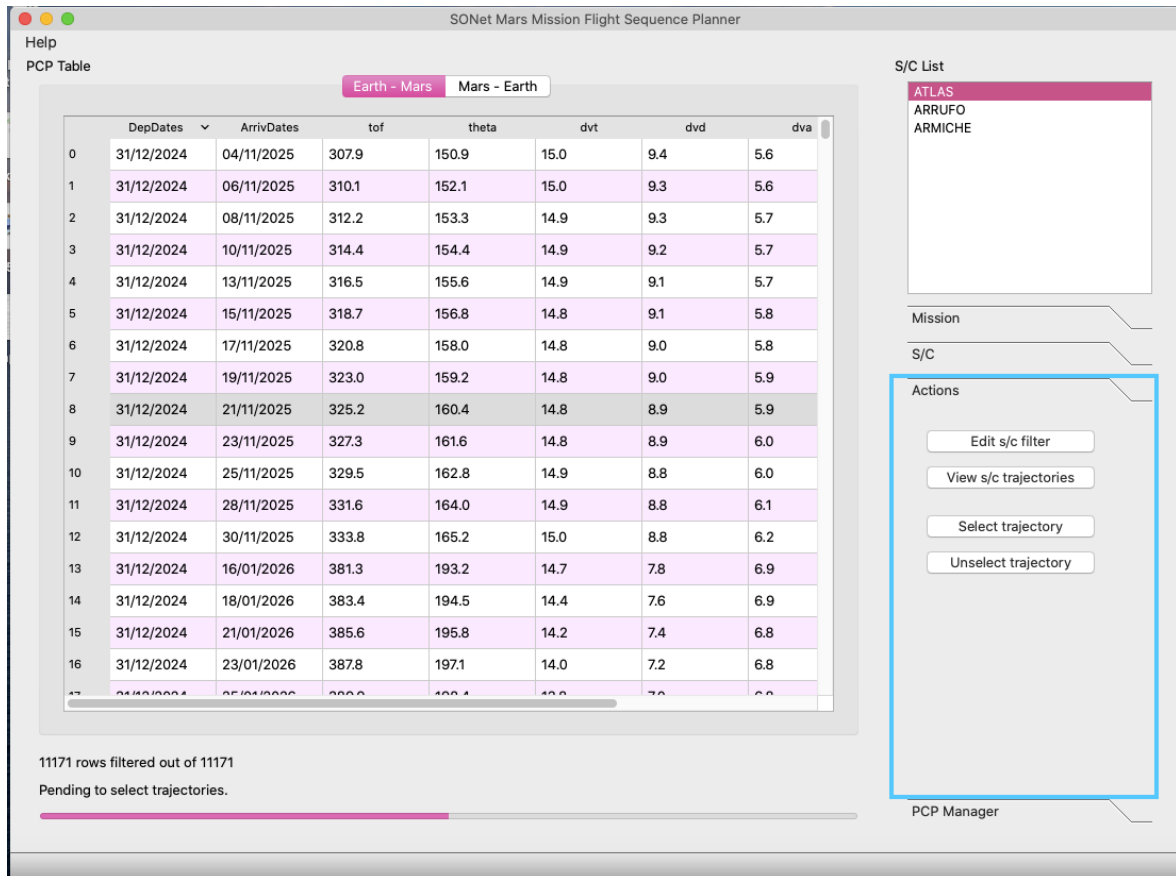 SONet Mars Mission Flight Sequence Planner
Help
PCP Table
Earth - Mars Mars - Earth
DepDates ArrivDates tof theta dvt dvd dva
0 31/12/2024 04/11/2025 307.9 150.9 15.0 9.4 5.6
1 31/12/2024 06/11/2025 310.1 152.1 15.0 9.3 5.6
2 31/12/2024 08/11/2025 312.2 153.3 14.9 9.3 5.7
3 31/12/2024 10/11/2025 314.4 154.4 14.9 9.2 5.7
4 31/12/2024 13/11/2025 316.5 155.6 14.9 9.1 5.7
5 31/12/2024 15/11/2025 318.7 156.8 14.8 9.1 5.8
6 31/12/2024 17/11/2025 320.8 158.0 14.8 9.0 5.8
7 31/12/2024 19/11/2025 323.0 159.2 14.8 9.0 5.9
8 31/12/2024 21/11/2025 325.2 160.4 14.8 8.9 5.9
9 31/12/2024 23/11/2025 327.3 161.6 14.8 8.9 6.0
10 31/12/2024 25/11/2025 329.5 162.8 14.9 8.8 6.0
11 31/12/2024 28/11/2025 331.6 164.0 14.9 8.8 6.1
12 31/12/2024 30/11/2025 333.8 165.2 15.0 8.8 6.2
13 31/12/2024 16/01/2026 381.3 193.2 14.7 7.8 6.9
14 31/12/2024 18/01/2026 383.4 194.5 14.4 7.6 6.9
15 31/12/2024 21/01/2026 385.6 195.8 14.2 7.4 6.8
16 31/12/2024 23/01/2026 387.8 197.1 14.0 7.2 6.8
11171 rows filtered out of 11171
Pending to select trajectories.
S/C List
ATLAS
ARRUFO
ARMICHE
Mission
S/C
Actions
Edit s/c filter
View s/c trajectories
Select trajectory
Unselect trajectory
PCP Manager